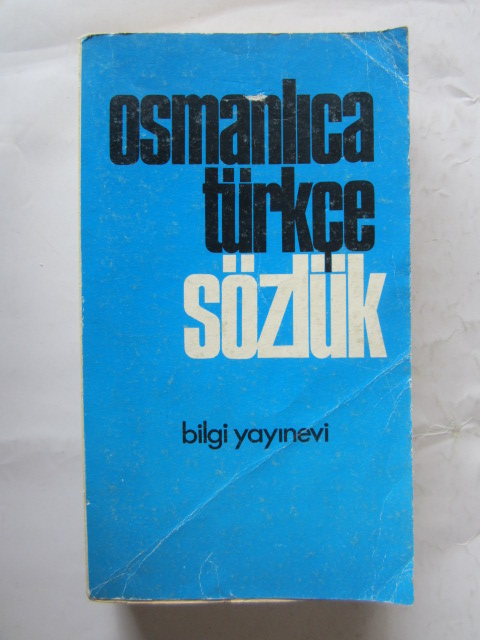 osmanlıca
türkçe
sözlük
bilgi yayınevi